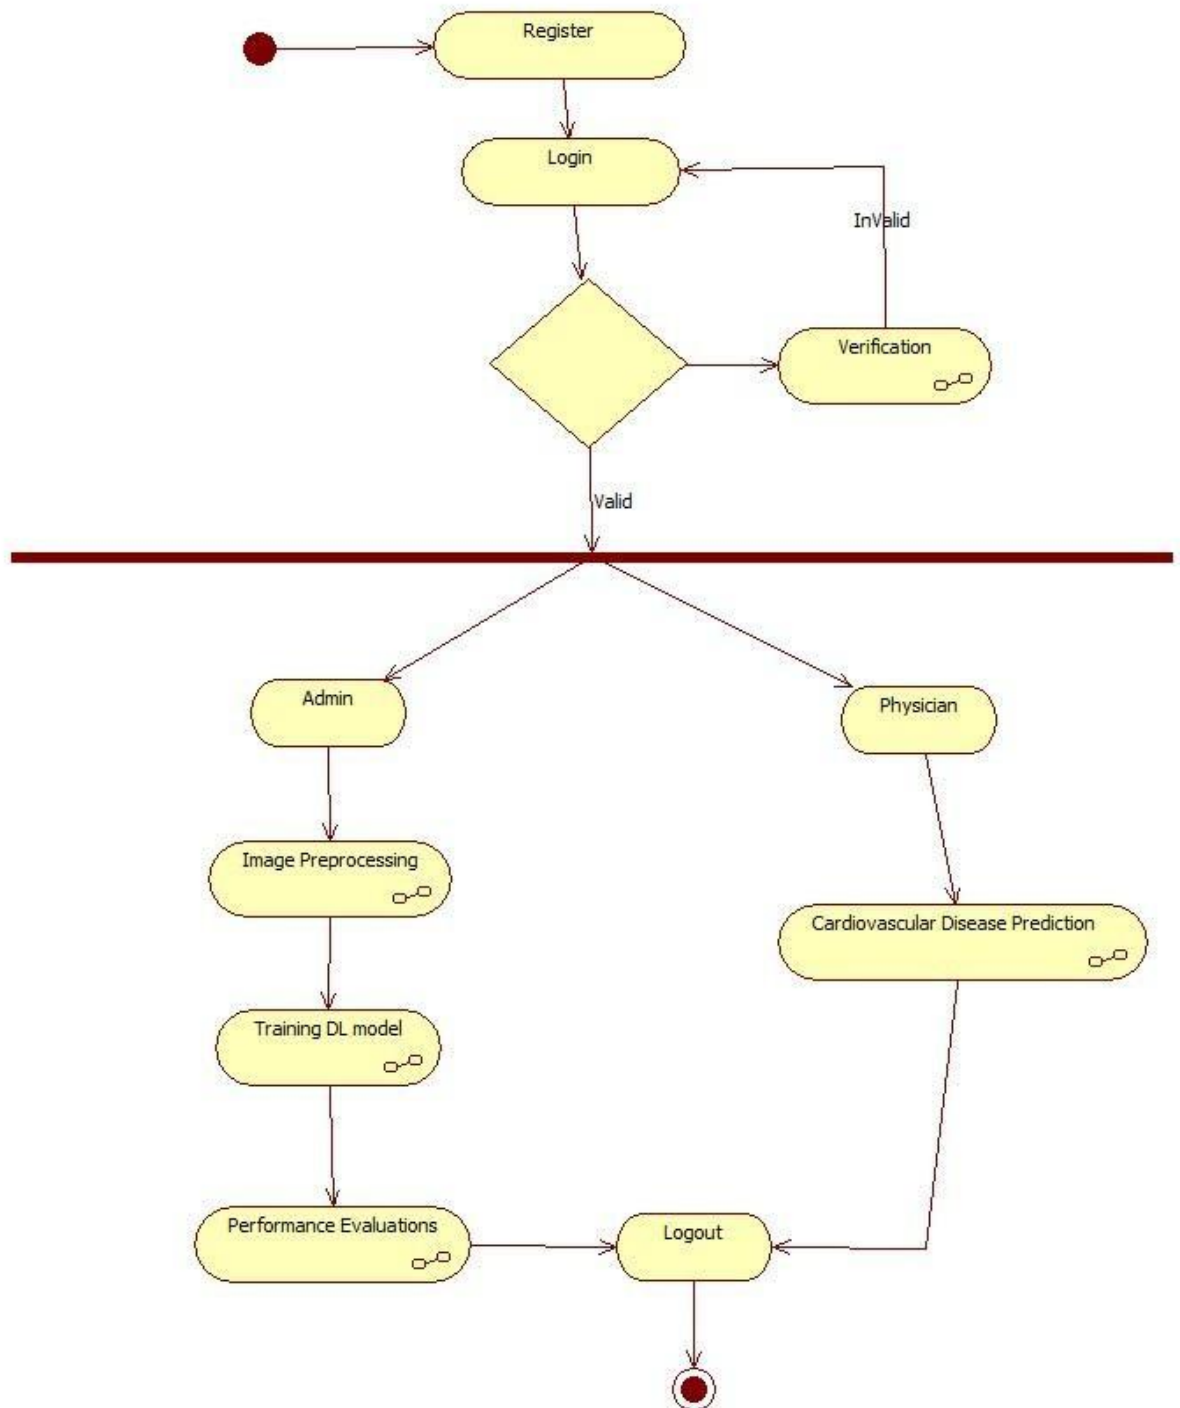 Register
Login
InValid
Verification
Valid
Admin
Physician
Image Preprocessing
Cardiovascular Disease Prediction
Training DL model
Performance Evaluations
Logout